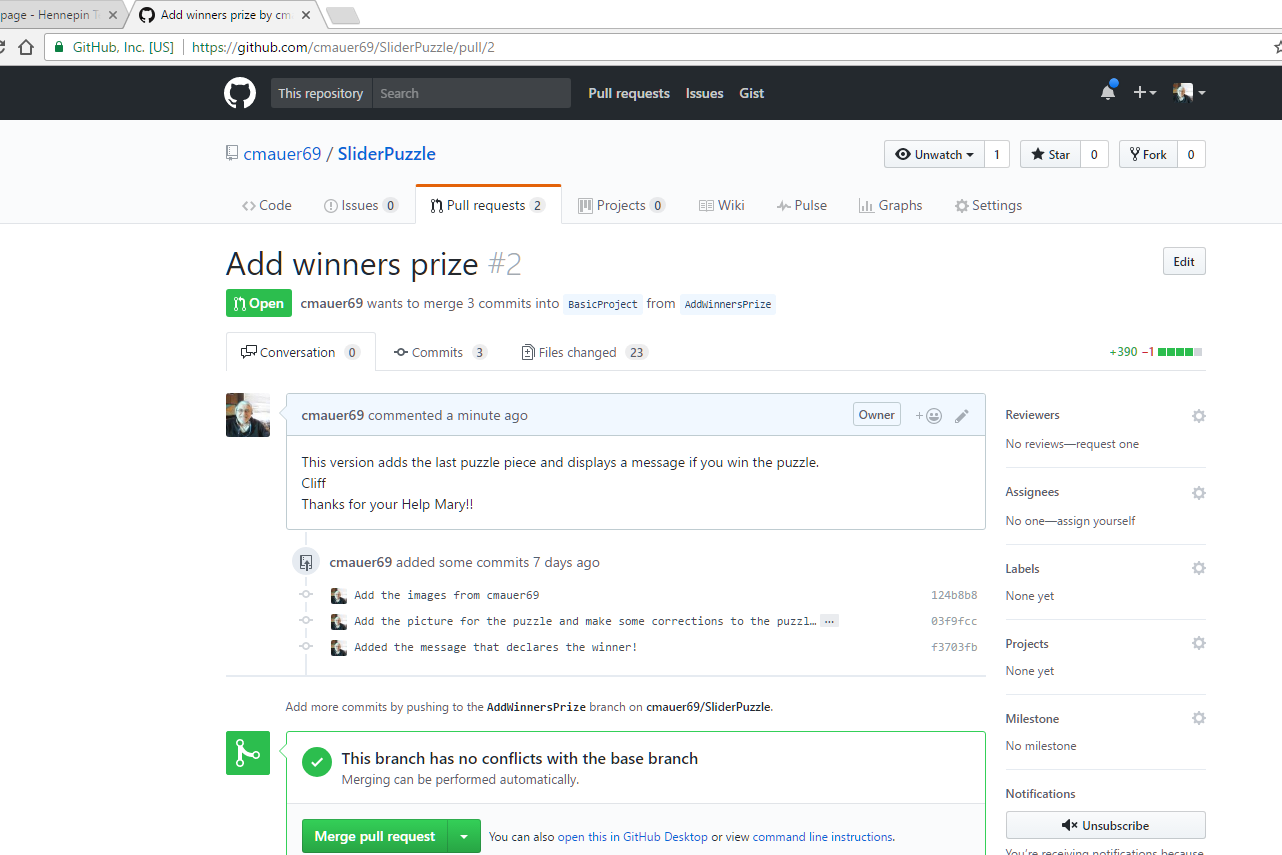 page - Hennepin Te
Add winners prize by cm
GitHub, Inc. [US] https://github.com/cmauer69/SliderPuzzle/pull/2
This repository Search Pull requests Issues Gist
cmauer69 / SliderPuzzle
Unwatch 1 Star 0 Fork 0
Code Issues 0 Pull requests 2 Projects 0 Wiki Pulse Graphs Settings
Add winners prize #2
Edit
Open cmauer69 wants to merge 3 commits into BasicProject from AddWinnersPrize
Conversation 0 Commits 3 Files changed 23
+390 −1
cmauer69 commented a minute ago Owner +
This version adds the last puzzle piece and displays a message if you win the puzzle.
Cliff
Thanks for your Help Mary!!
cmauer69 added some commits 7 days ago
Add the images from cmauer69 124b8b8
Add the picture for the puzzle and make some corrections to the puzzl… … 03f9fcc
Added the message that declares the winner! f3703fb
Add more commits by pushing to the AddWinnersPrize branch on cmauer69/SliderPuzzle.
This branch has no conflicts with the base branch
Merging can be performed automatically.
Merge pull request
You can also open this in GitHub Desktop or view command line instructions.
Reviewers
No reviews—request one
Assignees
No one—assign yourself
Labels
None yet
Projects
None yet
Milestone
No milestone
Notifications
Unsubscribe
You're receiving notifications because